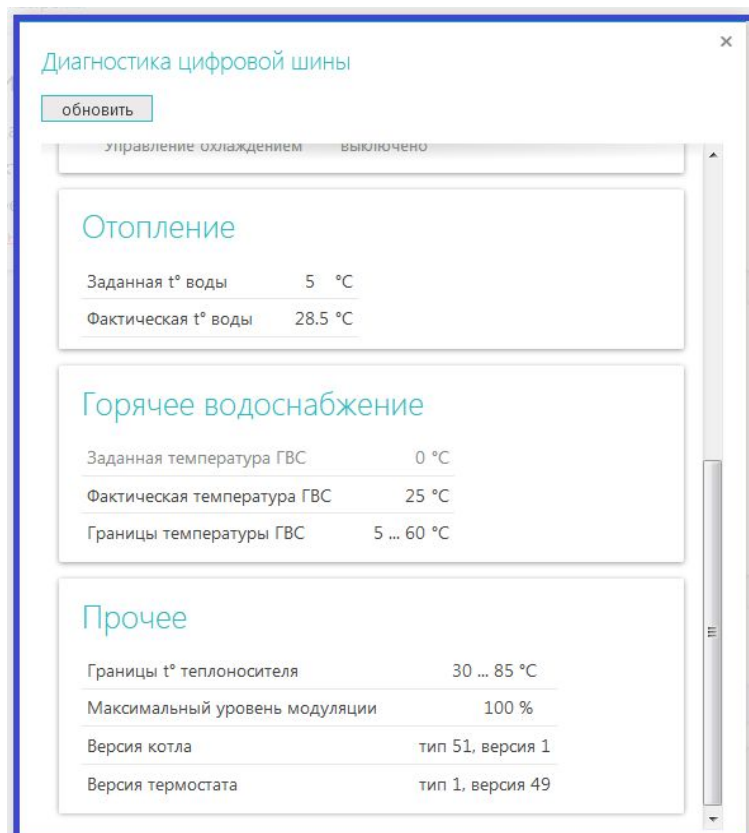 Диагностика цифровой шины
обновить
Управление охлаждением выключено
Отопление
Заданная t° воды 5 °C
Фактическая t° воды 28.5 °C
Горячее водоснабжение
Заданная температура ГВС 0 °C
Фактическая температура ГВС 25 °C
Границы температуры ГВС 5 ... 60 °C
Прочее
Границы t° теплоносителя 30 ... 85 °C
Максимальный уровень модуляции 100 %
Версия котла тип 51, версия 1
Версия термостата тип 1, версия 49